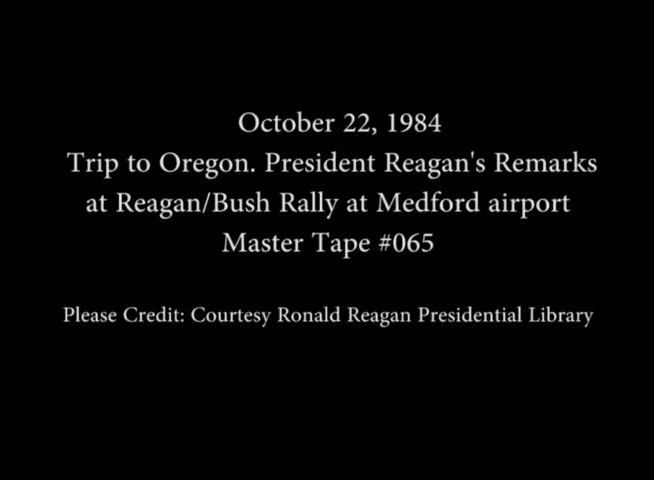 October 22, 1984
Trip to Oregon. President Reagan's Remarks
at Reagan/Bush Rally at Medford airport
Master Tape #065
Please Credit: Courtesy Ronald Reagan Presidential Library